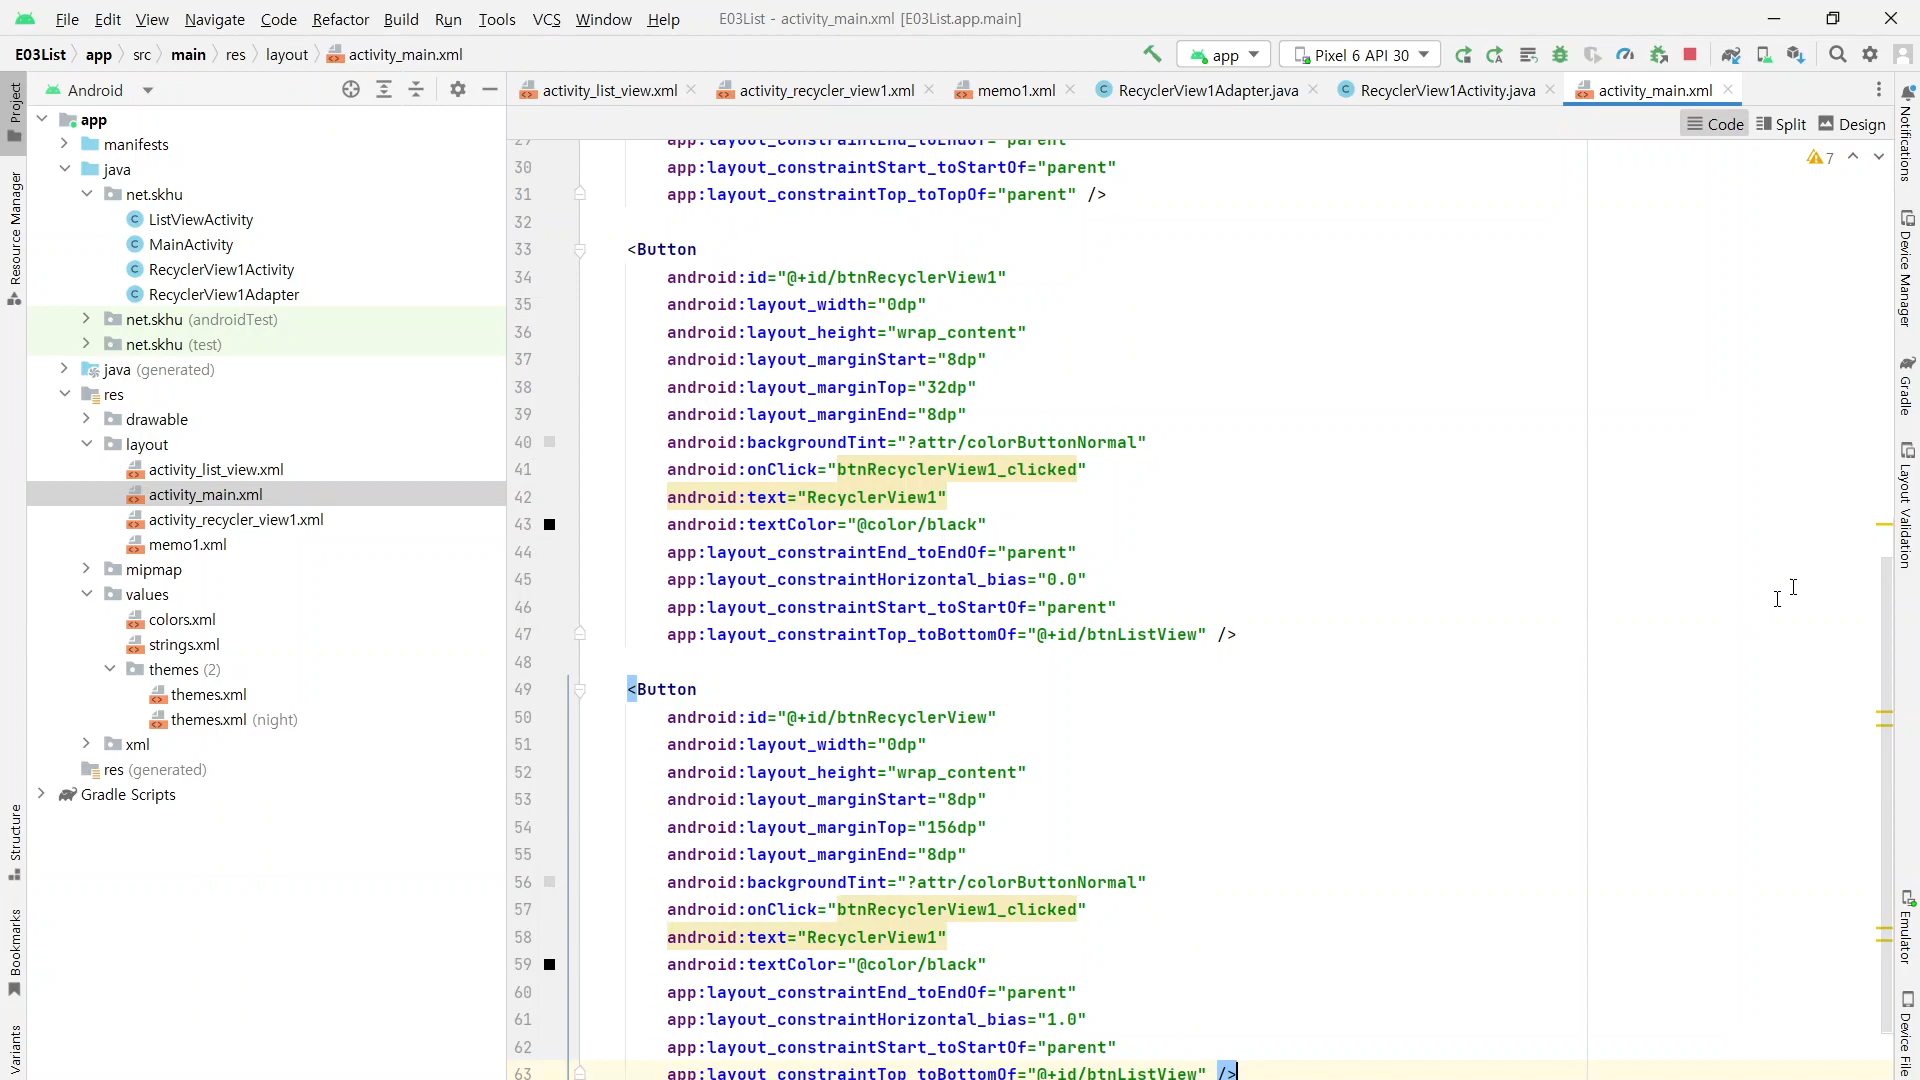 File Edit View Navigate Code Refactor Build Run Tools VCS Window Help E03List - activity_main.xml [E03List.app.main]
E03List app src main res layout activity_main.xml app Pixel 6 API 30
Android activity_list_view.xml activity_recycler_view1.xml memo1.xml RecyclerView1Adapter.java RecyclerView1Activity.java activity_main.xml
Code Split Design
7
Project
Resource Manager
Structure
Bookmarks
Variants
app
manifests
java
net.skhu
ListViewActivity
MainActivity
RecyclerView1Activity
RecyclerView1Adapter
net.skhu (androidTest)
net.skhu (test)
java (generated)
res
drawable
layout
activity_list_view.xml
activity_main.xml
activity_recycler_view1.xml
memo1.xml
mipmap
values
colors.xml
strings.xml
themes (2)
themes.xml
themes.xml (night)
xml
res (generated)
Gradle Scripts
29 app:layout_constraintEnd_toEndOf="parent"
30 app:layout_constraintStart_toStartOf="parent"
31 app:layout_constraintTop_toTopOf="parent" />
32
33 <Button
34 android:id="@+id/btnRecyclerView1"
35 android:layout_width="0dp"
36 android:layout_height="wrap_content"
37 android:layout_marginStart="8dp"
38 android:layout_marginTop="32dp"
39 android:layout_marginEnd="8dp"
40 android:backgroundTint="?attr/colorButtonNormal"
41 android:onClick="btnRecyclerView1_clicked"
42 android:text="RecyclerView1"
43 android:textColor="@color/black"
44 app:layout_constraintEnd_toEndOf="parent"
45 app:layout_constraintHorizontal_bias="0.0"
46 app:layout_constraintStart_toStartOf="parent"
47 app:layout_constraintTop_toBottomOf="@+id/btnListView" />
48
49 <Button
50 android:id="@+id/btnRecyclerView"
51 android:layout_width="0dp"
52 android:layout_height="wrap_content"
53 android:layout_marginStart="8dp"
54 android:layout_marginTop="156dp"
55 android:layout_marginEnd="8dp"
56 android:backgroundTint="?attr/colorButtonNormal"
57 android:onClick="btnRecyclerView1_clicked"
58 android:text="RecyclerView1"
59 android:textColor="@color/black"
60 app:layout_constraintEnd_toEndOf="parent"
61 app:layout_constraintHorizontal_bias="1.0"
62 app:layout_constraintStart_toStartOf="parent"
63 app:layout_constraintTop_toBottomOf="@+id/btnListView" />
Notifications
Device Manager
Gradle
Layout Validation
Emulator
Device File